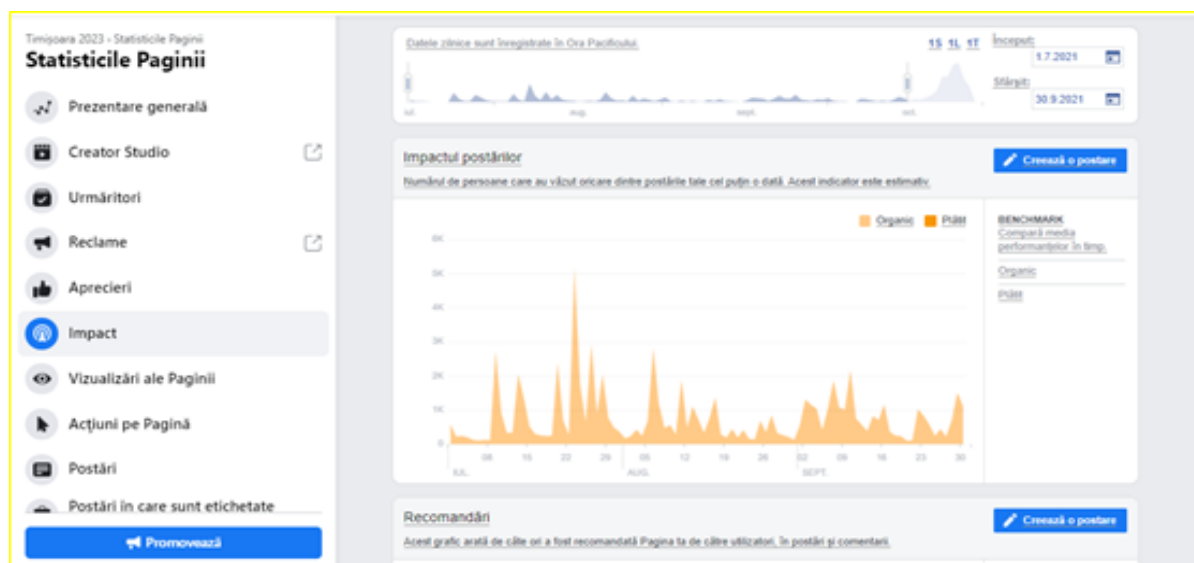 Timișoara 2023 - Statisticile Paginii
Statisticile Paginii
Prezentare generală
Creator Studio
Urmăritori
Reclame
Aprecieri
Impact
Vizualizări ale Paginii
Acțiuni pe Pagină
Postări
Postări în care sunt etichetate
Promovează
Datele zilnice sunt înregistrate în Ora Pacificului.
1S 1L 1T
Început:
1.7.2021
Sfârșit:
30.9.2021
iul. aug. sept. oct.
Impactul postărilor
Creează o postare
Numărul de persoane care au văzut oricare dintre postările tale cel puțin o dată. Acest indicator este estimativ.
Organic Plătit
BENCHMARK
Compară media
performanțelor în timp.
Organic
Plătit
6K
5K
4K
3K
2K
1K
0
08 15 22 29 05 12 19 26 02 09 16 23 30
IUL. AUG. SEPT.
Recomandări
Creează o postare
Acest grafic arată de câte ori a fost recomandată Pagina ta de către utilizatori, în postări și comentarii.